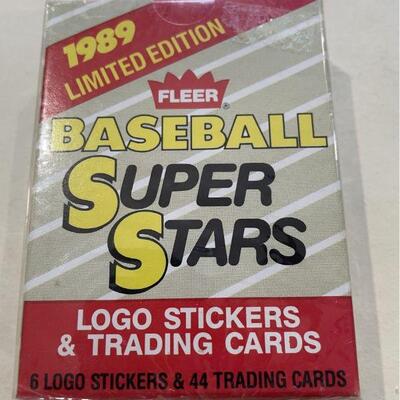 1989
LIMITED EDITION
FLEER®
BASEBALL
SUPER
STARS
LOGO STICKERS
& TRADING CARDS
6 LOGO STICKERS & 44 TRADING CARDS